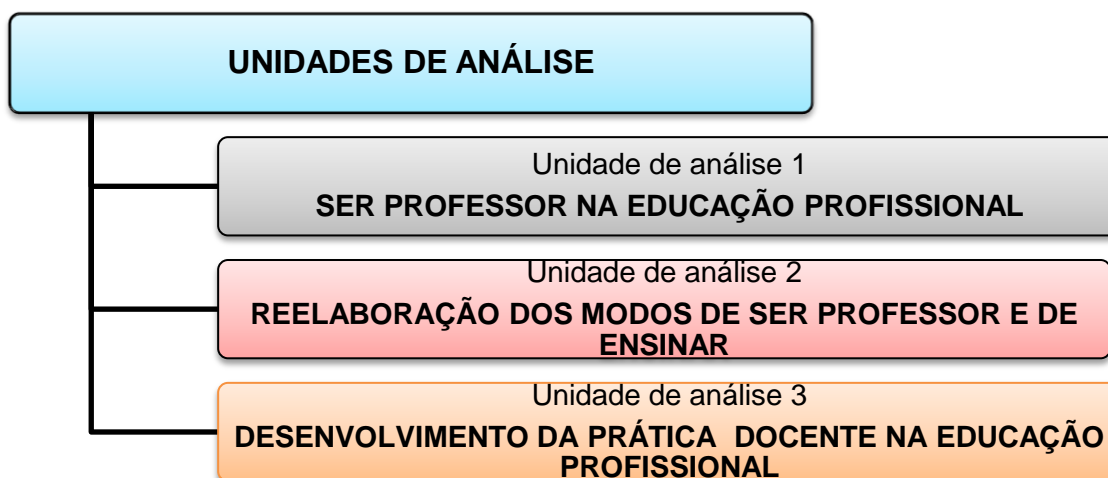 UNIDADES DE ANÁLISE
Unidade de análise 1
SER PROFESSOR NA EDUCAÇÃO PROFISSIONAL
Unidade de análise 2
REELABORAÇÃO DOS MODOS DE SER PROFESSOR E DE
ENSINAR
Unidade de análise 3
DESENVOLVIMENTO DA PRÁTICA DOCENTE NA EDUCAÇÃO
PROFISSIONAL